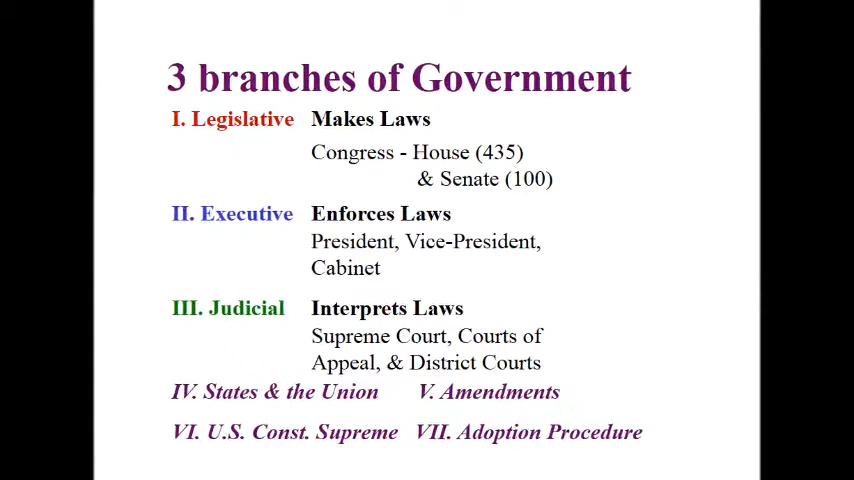 3 branches of Government
I. Legislative Makes Laws
Congress - House (435)
& Senate (100)
II. Executive Enforces Laws
President, Vice-President,
Cabinet
III. Judicial Interprets Laws
Supreme Court, Courts of
Appeal, & District Courts
IV. States & the Union V. Amendments
VI. U.S. Const. Supreme VII. Adoption Procedure